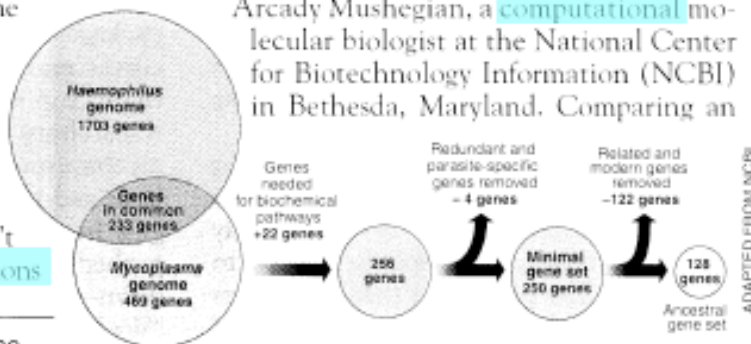 Arcady Mushegian, a computational mo-
lecular biologist at the National Center
for Biotechnology Information (NCBI)
in Bethesda, Maryland. Comparing an
Haemophilus
genome
1703 genes
Genes
in common
233 genes
Mycoplasma
genome
469 genes
Genes
needed
for biochemical
pathways
+22 genes
256
genes
Redundant and
parasite-specific
genes removed
– 4 genes
Minimal
gene set
250 genes
Related and
modern genes
removed
–122 genes
128
genes
Ancestral
gene set
ADAPTED FROM NCBI
ons